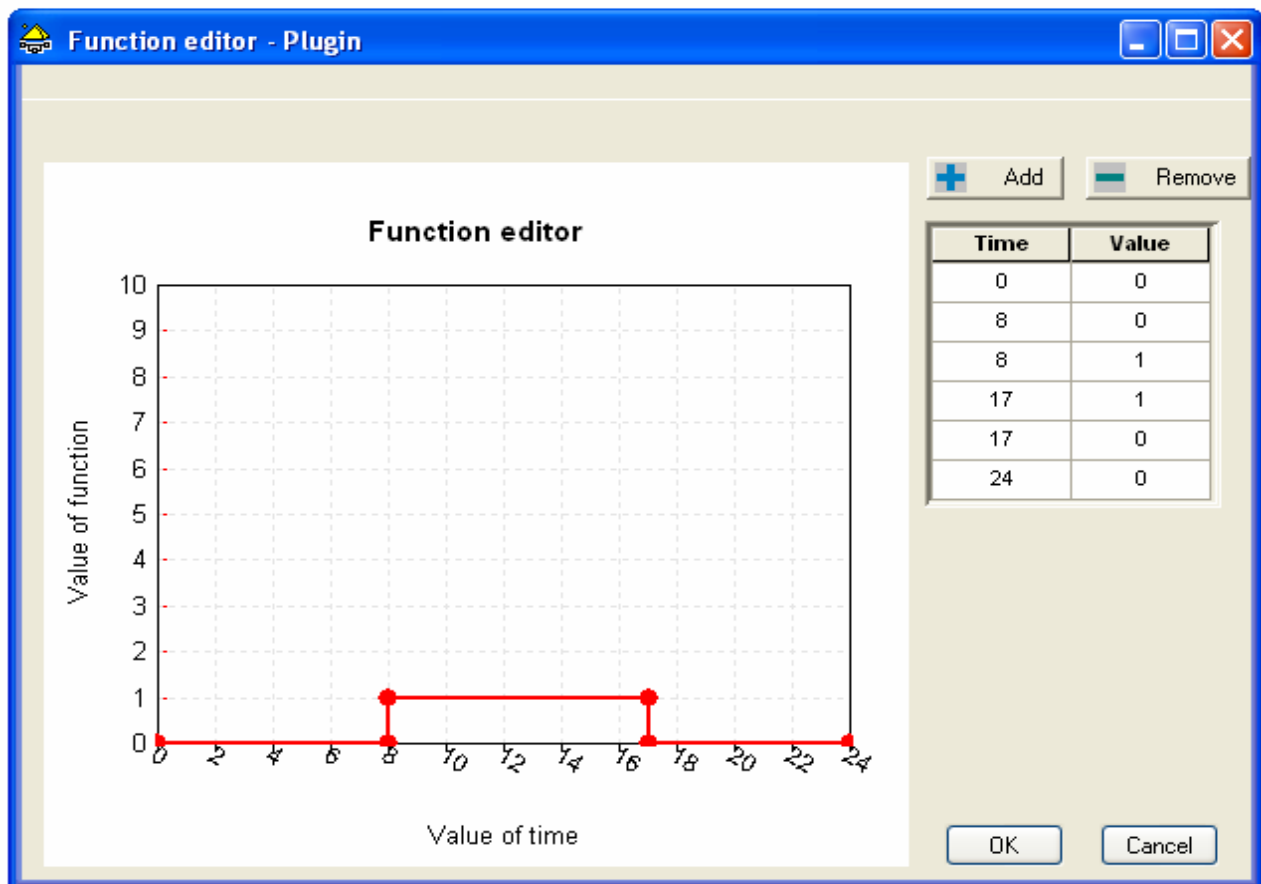 Function editor - Plugin
Add Remove
Function editor
Time Value
0 0
8 0
8 1
17 1
17 0
24 0
10
9
8
7
6
5
4
3
2
1
0
Value of function
0 2 4 6 8 10 12 14 16 18 20 22 24
Value of time
OK Cancel